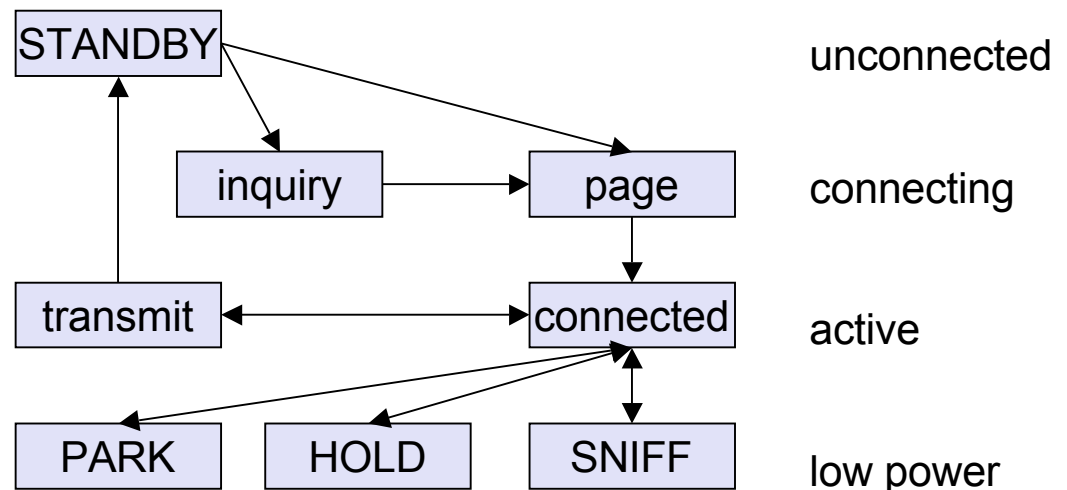 STANDBY
unconnected
inquiry
page
connecting
transmit
connected
active
PARK
HOLD
SNIFF
low power